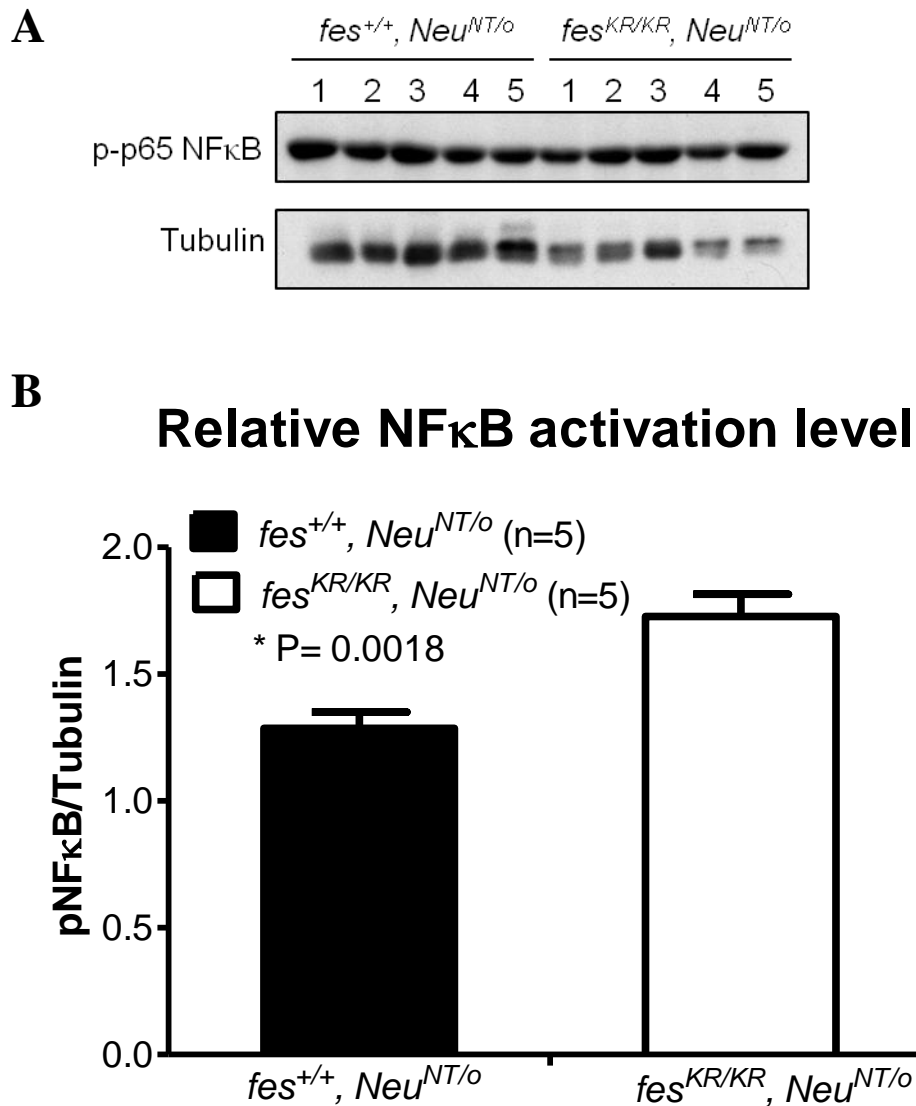 A
fes+/+, NeuNT/o fesKR/KR, NeuNT/o
1 2 3 4 5 1 2 3 4 5
p-p65 NFκB
Tubulin
B
Relative NFκB activation level
fes+/+, NeuNT/o (n=5)
fesKR/KR, NeuNT/o (n=5)
* P= 0.0018
pNFκB/Tubulin
2.0
1.5
1.0
0.5
0.0
fes+/+, NeuNT/o fesKR/KR, NeuNT/o